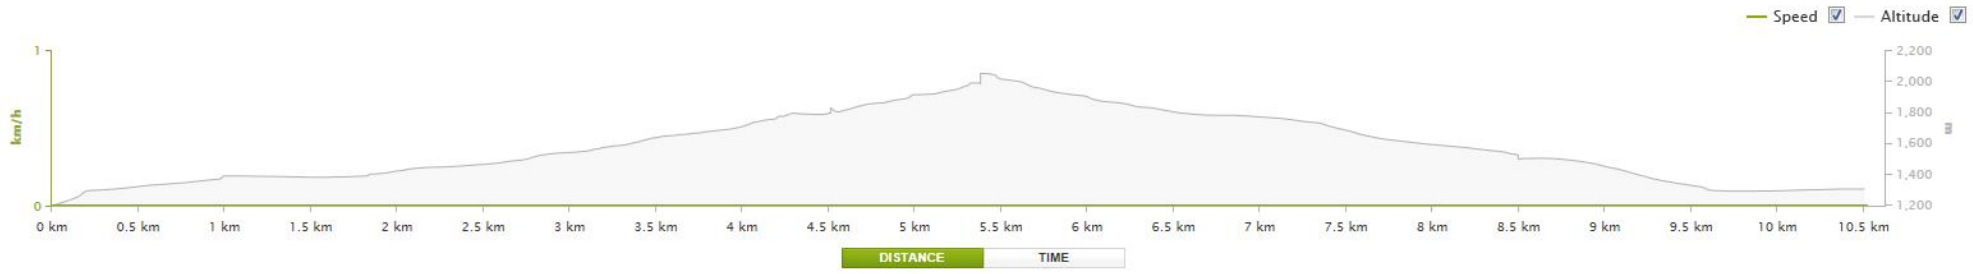 Speed Altitude
1 2,200
2,000
1,800
km/h m
1,600
1,400
0 1,200
0 km 0.5 km 1 km 1.5 km 2 km 2.5 km 3 km 3.5 km 4 km 4.5 km 5 km 5.5 km 6 km 6.5 km 7 km 7.5 km 8 km 8.5 km 9 km 9.5 km 10 km 10.5 km
DISTANCE TIME